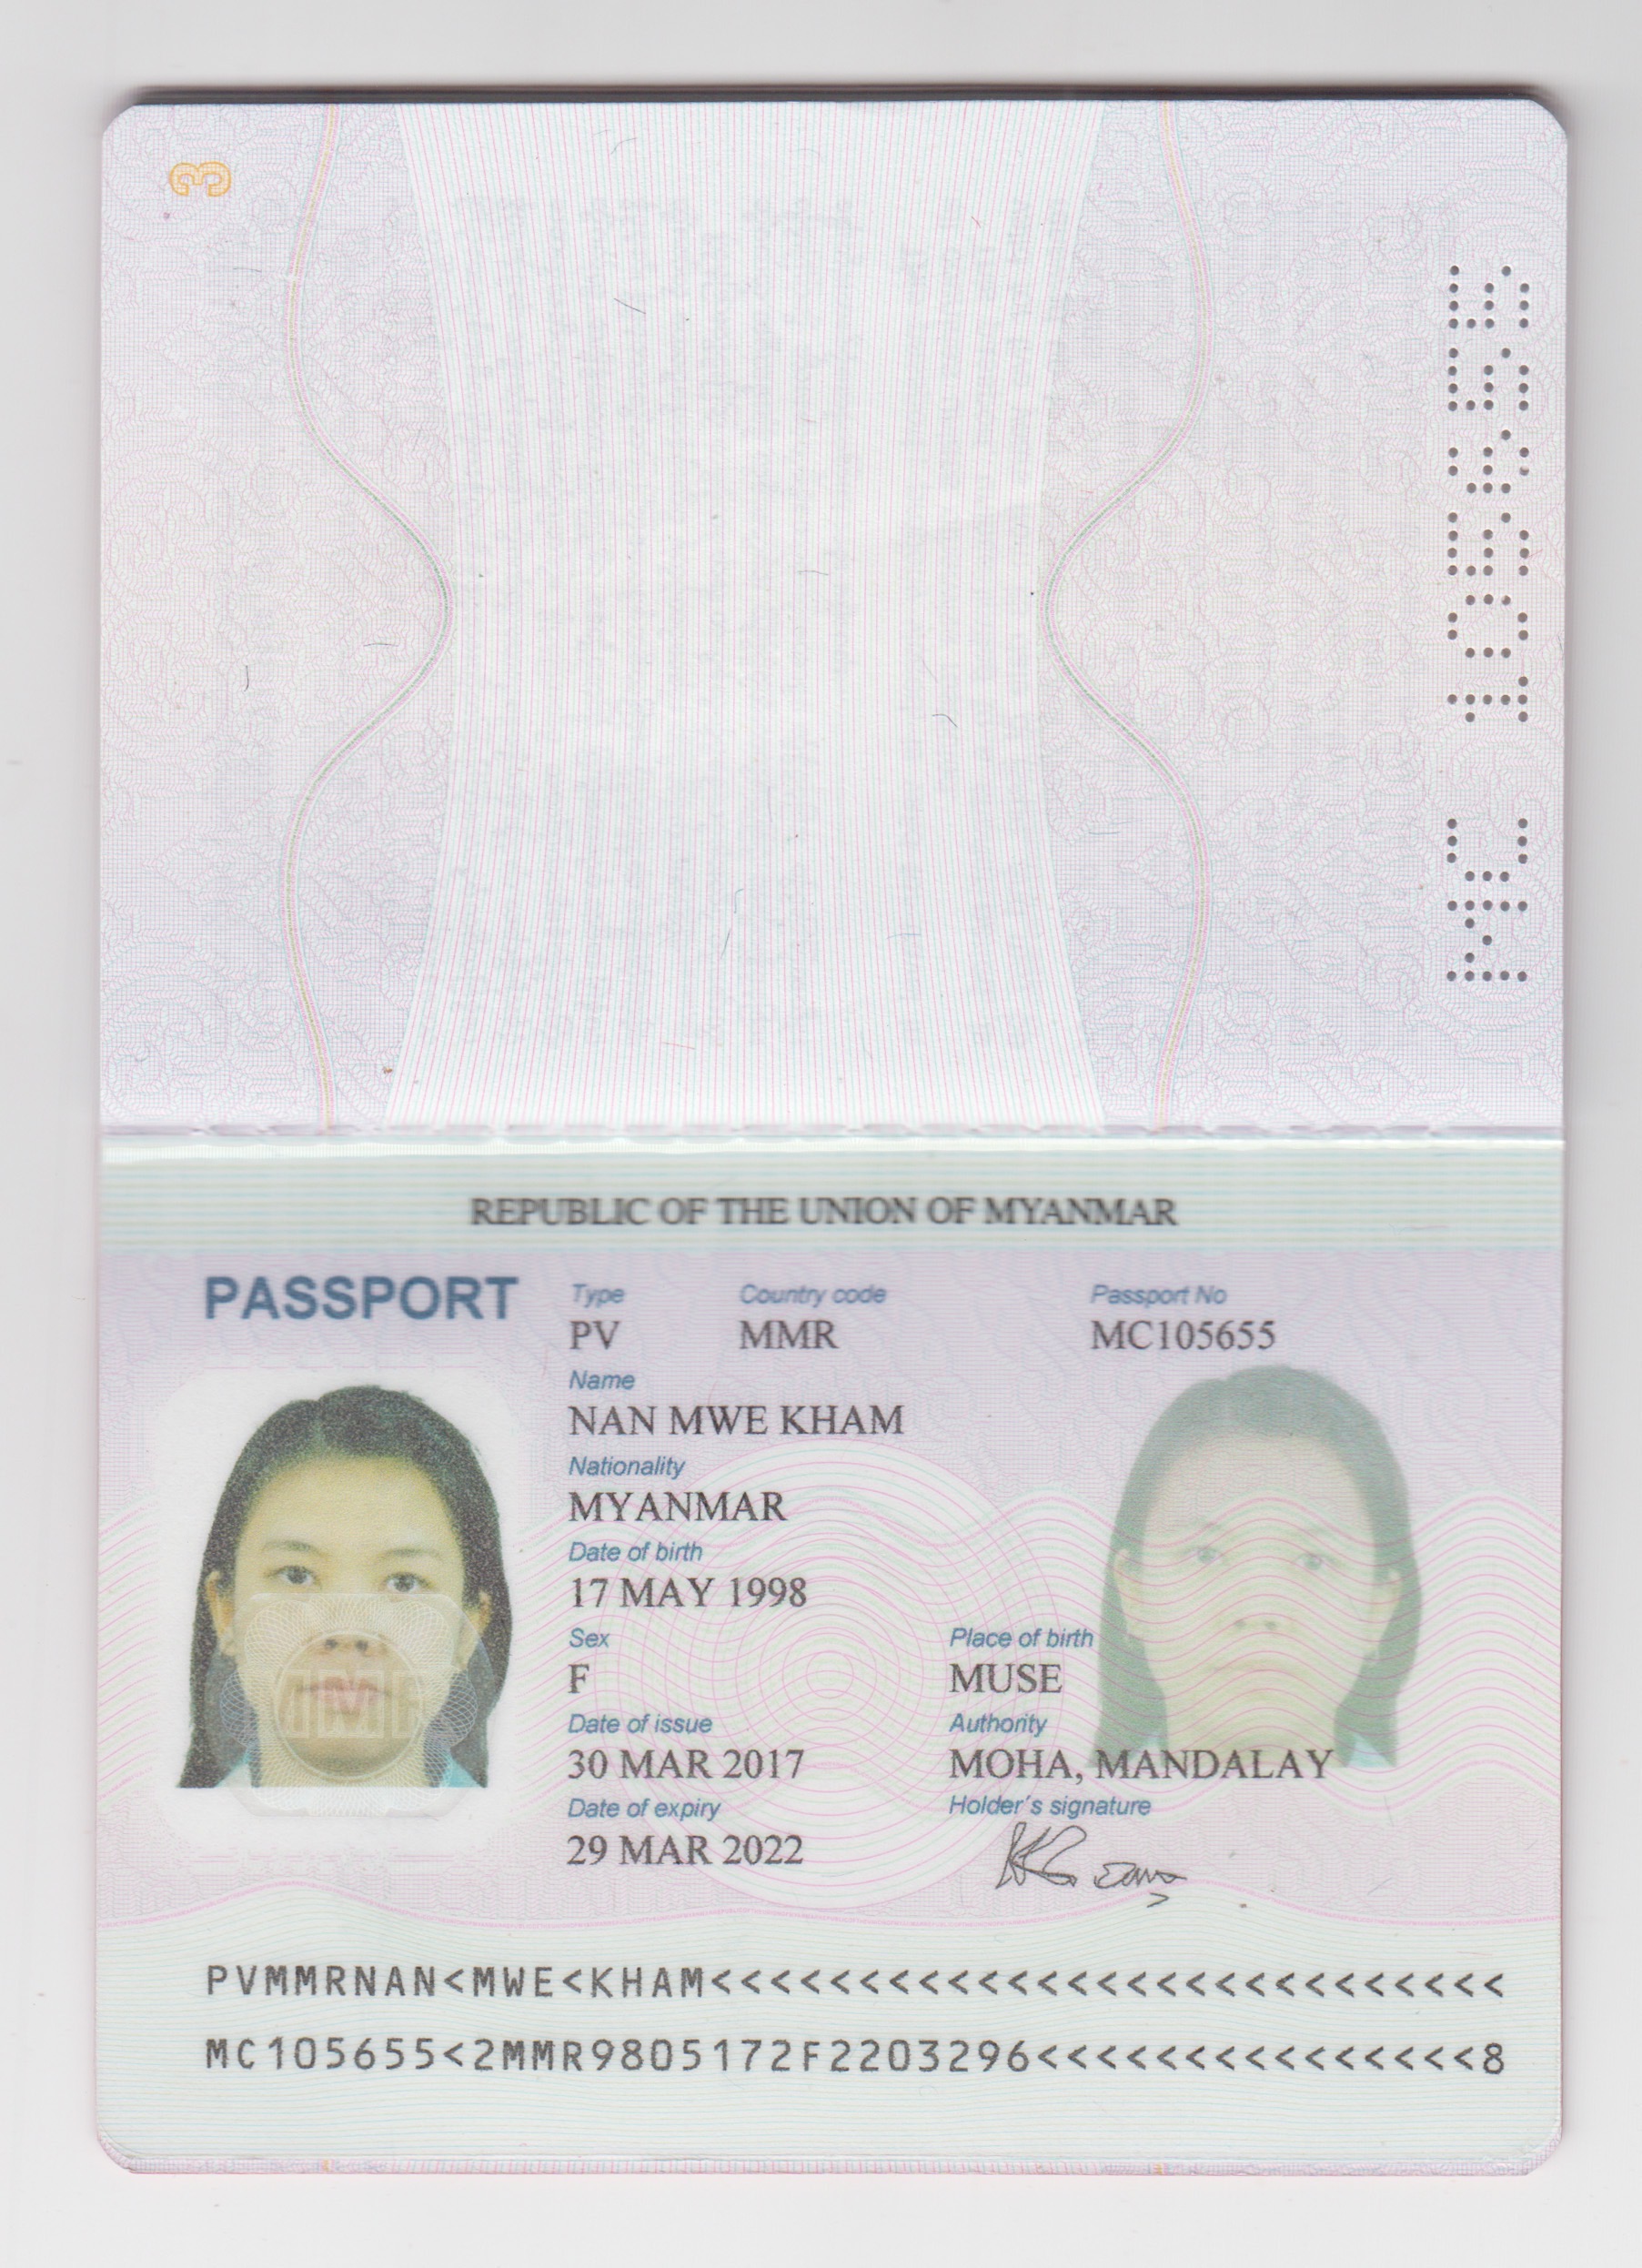 3
MC 105655
REPUBLIC OF THE UNION OF MYANMAR
PASSPORT
Type Country code Passport No
PV MMR MC105655
Name
NAN MWE KHAM
Nationality
MYANMAR
Date of birth
17 MAY 1998
Sex Place of birth
F MUSE
Date of issue Authority
30 MAR 2017 MOHA, MANDALAY
Date of expiry Holder's signature
29 MAR 2022
PVMMRNAN<MWE<KHAM<<<<<<<<<<<<<<<<<<<<<<<<<<<
MC105655<2MMR9805172F2203296<<<<<<<<<<<<<<<8